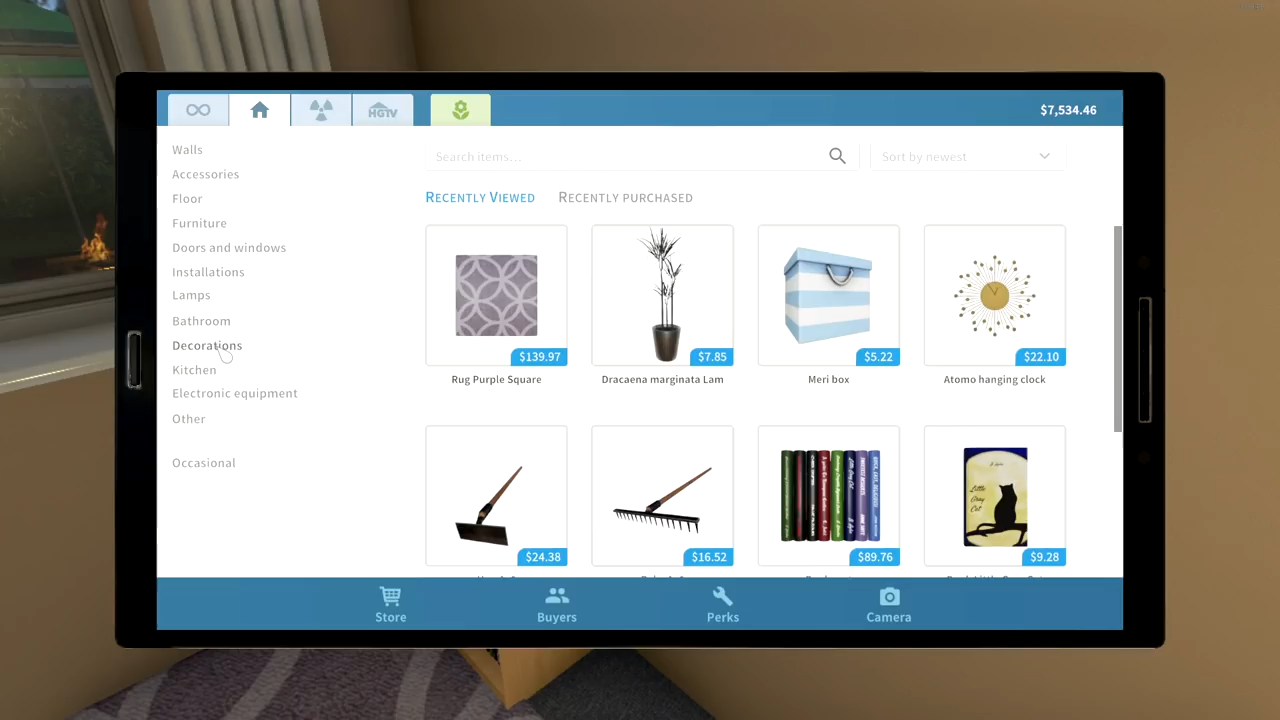 HGTV
$7,534.46
Walls
Accessories
Floor
Furniture
Doors and windows
Installations
Lamps
Bathroom
Decorations
Kitchen
Electronic equipment
Other
Occasional
Search items...
Sort by newest
RECENTLY VIEWED
RECENTLY PURCHASED
$139.97
$7.85
$5.22
$22.10
Rug Purple Square
Dracaena marginata Lam
Meri box
Atomo hanging clock
Little
Gray
Cat
$24.38
$16.52
$89.76
$9.28
Store
Buyers
Perks
Camera